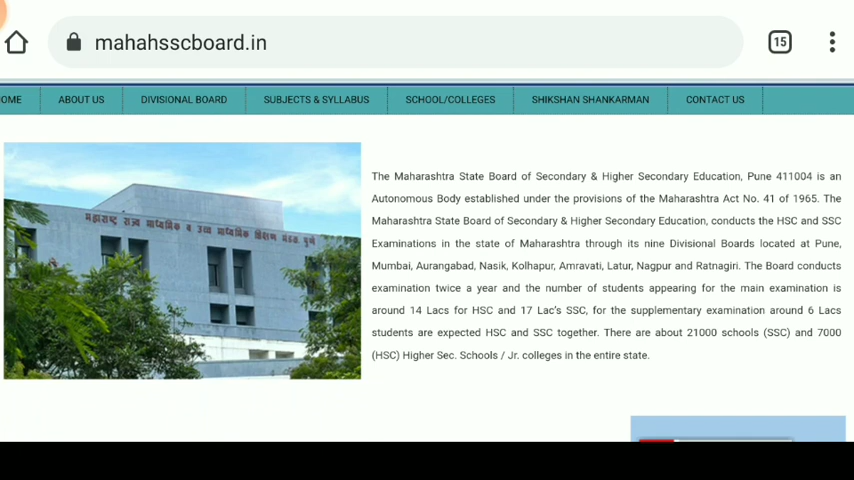 mahahsscboard.in
15
OME ABOUT US DIVISIONAL BOARD SUBJECTS & SYLLABUS SCHOOL/COLLEGES SHIKSHAN SHANKARMAN CONTACT US
महाराष्ट्र राज्य माध्यमिक व उच्च माध्यमिक शिक्षण मंडळ, पुणे
The Maharashtra State Board of Secondary & Higher Secondary Education, Pune 411004 is an
Autonomous Body established under the provisions of the Maharashtra Act No. 41 of 1965. The
Maharashtra State Board of Secondary & Higher Secondary Education, conducts the HSC and SSC
Examinations in the state of Maharashtra through its nine Divisional Boards located at Pune,
Mumbai, Aurangabad, Nasik, Kolhapur, Amravati, Latur, Nagpur and Ratnagiri. The Board conducts
examination twice a year and the number of students appearing for the main examination is
around 14 Lacs for HSC and 17 Lac's SSC, for the supplementary examination around 6 Lacs
students are expected HSC and SSC together. There are about 21000 schools (SSC) and 7000
(HSC) Higher Sec. Schools / Jr. colleges in the entire state.